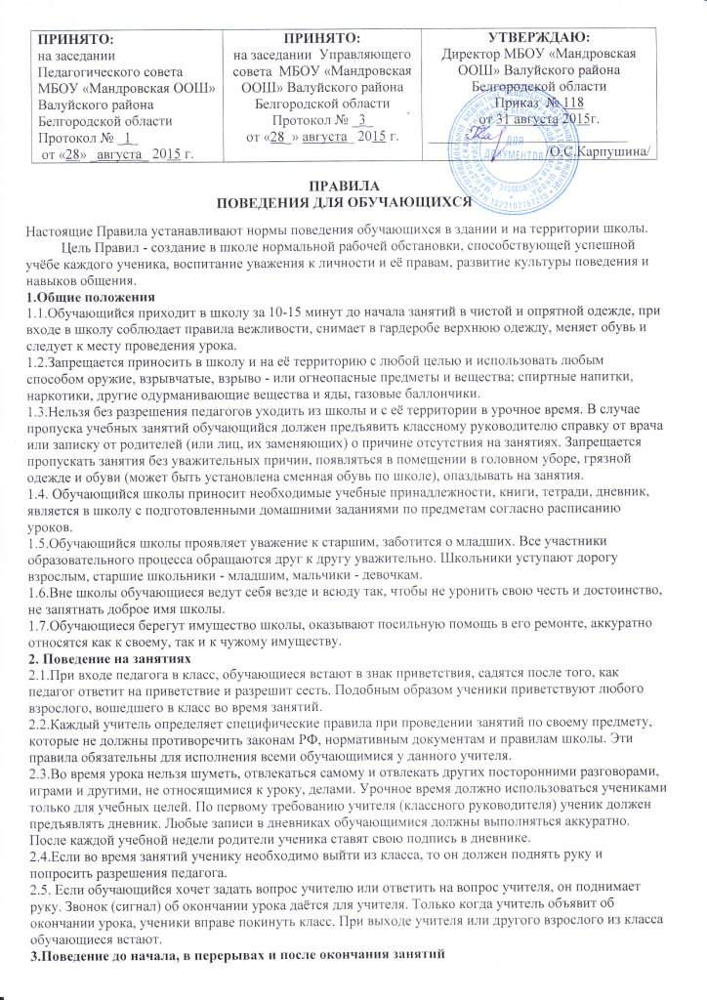 ПРИНЯТО:
на заседании
Педагогического совета
МБОУ «Мандровская ООШ»
Валуйского района
Белгородской области
Протокол № 1
от «28» августа 2015 г.
ПРИНЯТО:
на заседании Управляющего
совета МБОУ «Мандровская
ООШ» Валуйского района
Белгородской области
Протокол № 3
от «28 » августа 2015 г.
УТВЕРЖДАЮ:
Директор МБОУ «Мандровская
ООШ» Валуйского района
Белгородской области
Приказ № 118
от 31 августа 2015г.
/О.С.Карпушина/
ДЛЯ
ДОКУМЕНТОВ
ПРАВИЛА
ПОВЕДЕНИЯ ДЛЯ ОБУЧАЮЩИХСЯ
Настоящие Правила устанавливают нормы поведения обучающихся в здании и на территории школы.
Цель Правил - создание в школе нормальной рабочей обстановки, способствующей успешной
учёбе каждого ученика, воспитание уважения к личности и её правам, развитие культуры поведения и
навыков общения.
1.Общие положения
1.1.Обучающийся приходит в школу за 10-15 минут до начала занятий в чистой и опрятной одежде, при
входе в школу соблюдает правила вежливости, снимает в гардеробе верхнюю одежду, меняет обувь и
следует к месту проведения урока.
1.2.Запрещается приносить в школу и на её территорию с любой целью и использовать любым
способом оружие, взрывчатые, взрыво - или огнеопасные предметы и вещества; спиртные напитки,
наркотики, другие одурманивающие вещества и яды, газовые баллончики.
1.3.Нельзя без разрешения педагогов уходить из школы и с её территории в урочное время. В случае
пропуска учебных занятий обучающийся должен предъявить классному руководителю справку от врача
или записку от родителей (или лиц, их заменяющих) о причине отсутствия на занятиях. Запрещается
пропускать занятия без уважительных причин, появляться в помещении в головном уборе, грязной
одежде и обуви (может быть установлена сменная обувь по школе), опаздывать на занятия.
1.4. Обучающийся школы приносит необходимые учебные принадлежности, книги, тетради, дневник,
является в школу с подготовленными домашними заданиями по предметам согласно расписанию
уроков.
1.5.Обучающийся школы проявляет уважение к старшим, заботится о младших. Все участники
образовательного процесса обращаются друг к другу уважительно. Школьники уступают дорогу
взрослым, старшие школьники - младшим, мальчики - девочкам.
1.6.Вне школы обучающиеся ведут себя везде и всюду так, чтобы не уронить свою честь и достоинство,
не запятнать доброе имя школы.
1.7.Обучающиеся берегут имущество школы, оказывают посильную помощь в его ремонте, аккуратно
относятся как к своему, так и к чужому имуществу.
2. Поведение на занятиях
2.1.При входе педагога в класс, обучающиеся встают в знак приветствия, садятся после того, как
педагог ответит на приветствие и разрешит сесть. Подобным образом ученики приветствуют любого
взрослого, вошедшего в класс во время занятий.
2.2.Каждый учитель определяет специфические правила при проведении занятий по своему предмету,
которые не должны противоречить законам РФ, нормативным документам и правилам школы. Эти
правила обязательны для исполнения всеми обучающимися у данного учителя.
2.3.Во время урока нельзя шуметь, отвлекаться самому и отвлекать других посторонними разговорами,
играми и другими, не относящимися к уроку, делами. Урочное время должно использоваться учениками
только для учебных целей. По первому требованию учителя (классного руководителя) ученик должен
предъявлять дневник. Любые записи в дневниках обучающимися должны выполняться аккуратно.
После каждой учебной недели родители ученика ставят свою подпись в дневнике.
2.4.Если во время занятий ученику необходимо выйти из класса, то он должен поднять руку и
попросить разрешения педагога.
2.5. Если обучающийся хочет задать вопрос учителю или ответить на вопрос учителя, он поднимает
руку. Звонок (сигнал) об окончании урока даётся для учителя. Только когда учитель объявит об
окончании урока, ученики вправе покинуть класс. При выходе учителя или другого взрослого из класса
обучающиеся встают.
3.Поведение до начала, в перерывах и после окончания занятий